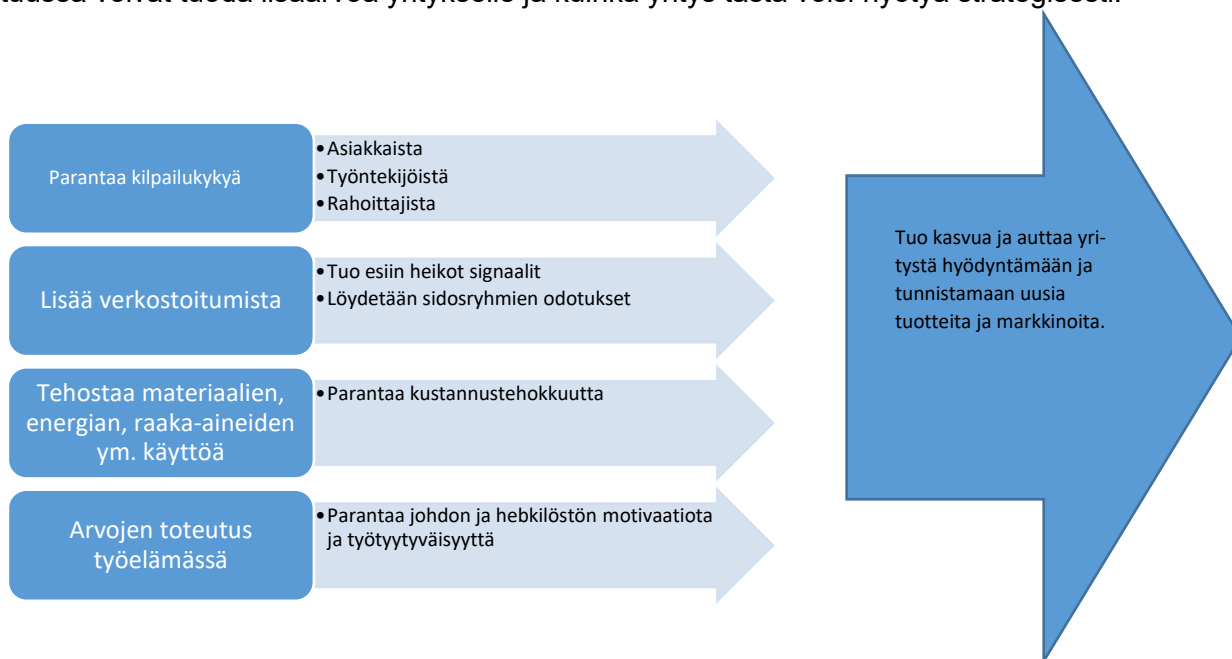 tuussa voivat tuoda lisäarvoa yritykselle ja kuinka yritys tästä voisi hyötyä strategisesti.
Parantaa kilpailukykyä
•Asiakkaista
•Työntekijöistä
•Rahoittajista
Lisää verkostoitumista
•Tuo esiin heikot signaalit
•Löydetään sidosryhmien odotukset
Tehostaa materiaalien,
energian, raaka-aineiden
ym. käyttöä
•Parantaa kustannustehokkuutta
Arvojen toteutus
työelämässä
•Parantaa johdon ja hebkilöstön motivaatiota
ja työtyytyväisyyttä
Tuo kasvua ja auttaa yri-
tystä hyödyntämään ja
tunnistamaan uusia
tuotteita ja markkinoita.